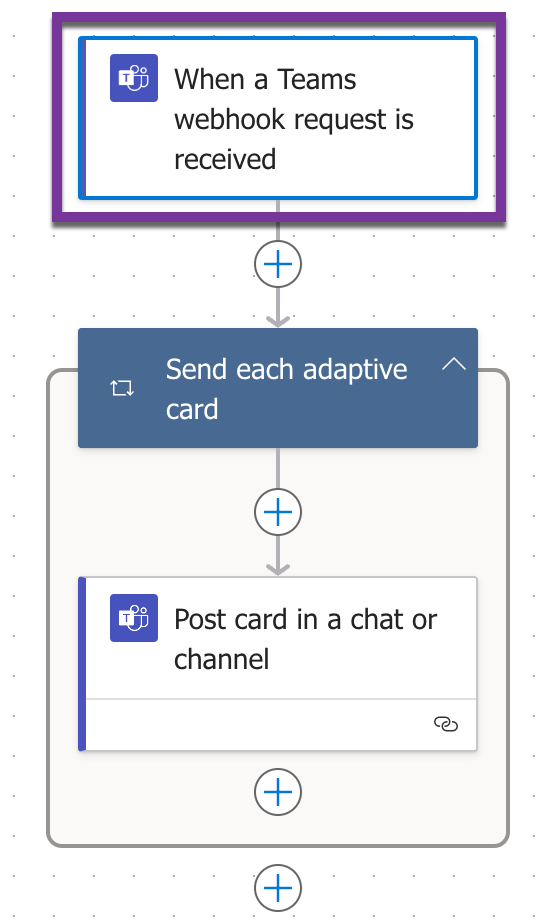 When a Teams
webhook request is
received
Send each adaptive
card
Post card in a chat or
channel